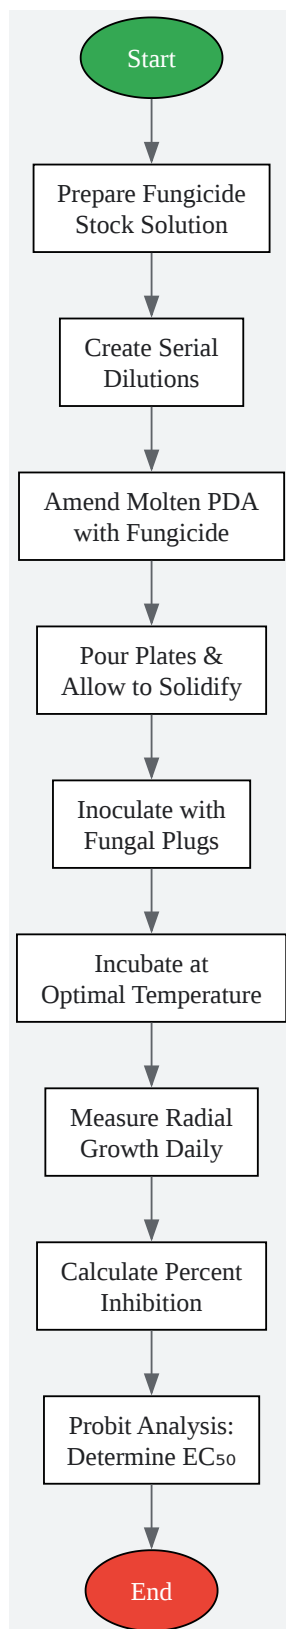 Start
Prepare Fungicide
Stock Solution
Create Serial
Dilutions
Amend Molten PDA
with Fungicide
Pour Plates &
Allow to Solidify
Inoculate with
Fungal Plugs
Incubate at
Optimal Temperature
Measure Radial
Growth Daily
Calculate Percent
Inhibition
Probit Analysis:
Determine EC₅₀
End